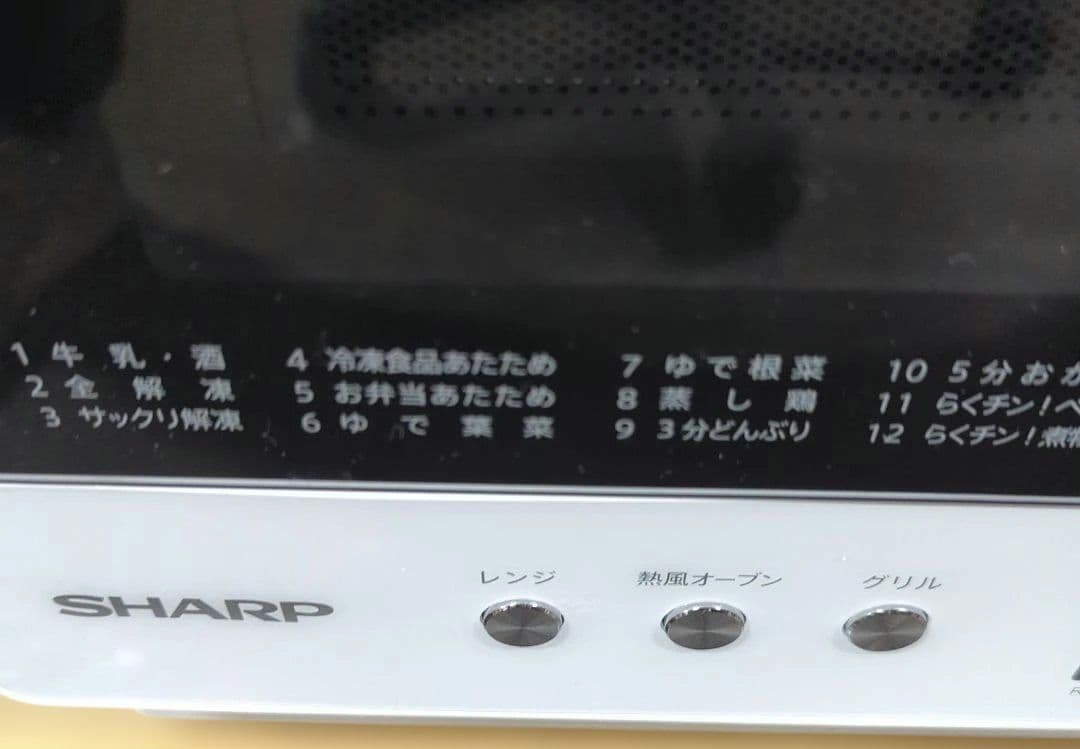 1 牛乳・酒
2 全解凍
3 サックリ解凍
4 冷凍食品あたため
5 お弁当あたため
6 ゆで葉菜
7 ゆで根菜
8 蒸し鶏
9 3分どんぶり
10 5分おか
11 らくチン!ベ
12 らくチン!煮物
SHARP
レンジ
熱風オーブン
グリル